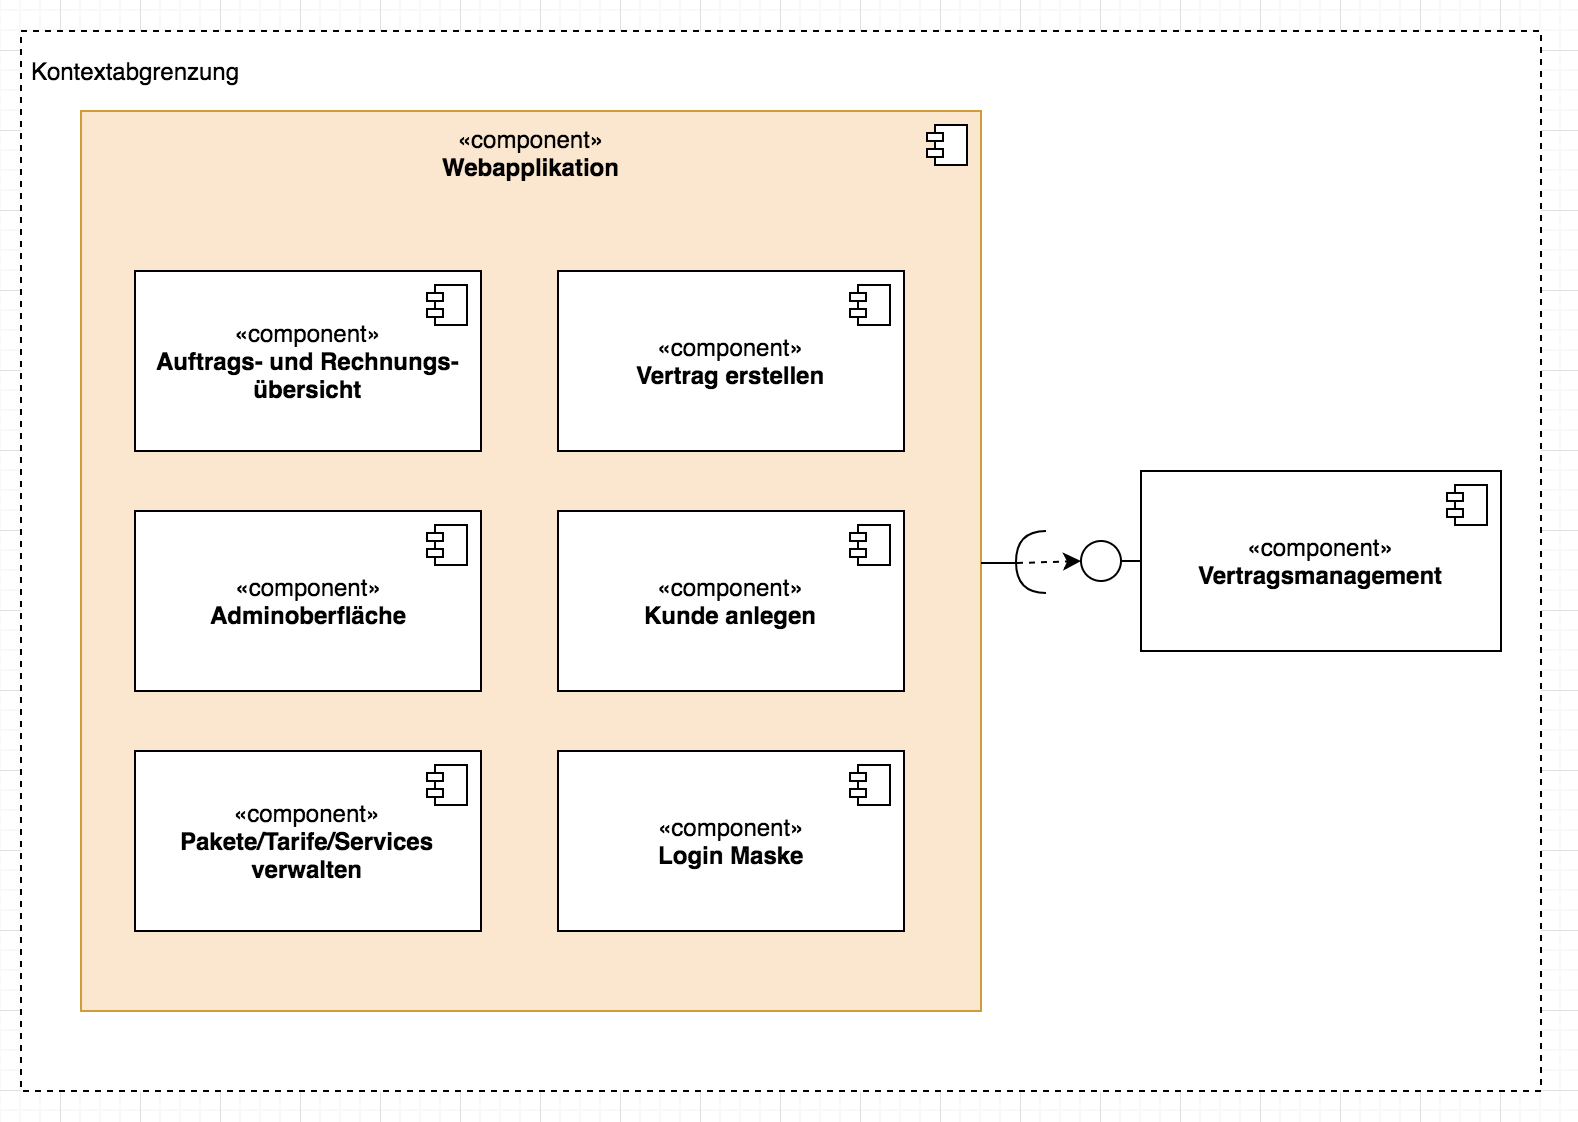 Kontextabgrenzung
«component»
Webapplikation
«component»
Auftrags- und Rechnungs-
übersicht
«component»
Vertrag erstellen
«component»
Adminoberfläche
«component»
Kunde anlegen
«component»
Vertragsmanagement
«component»
Pakete/Tarife/Services
verwalten
«component»
Login Maske